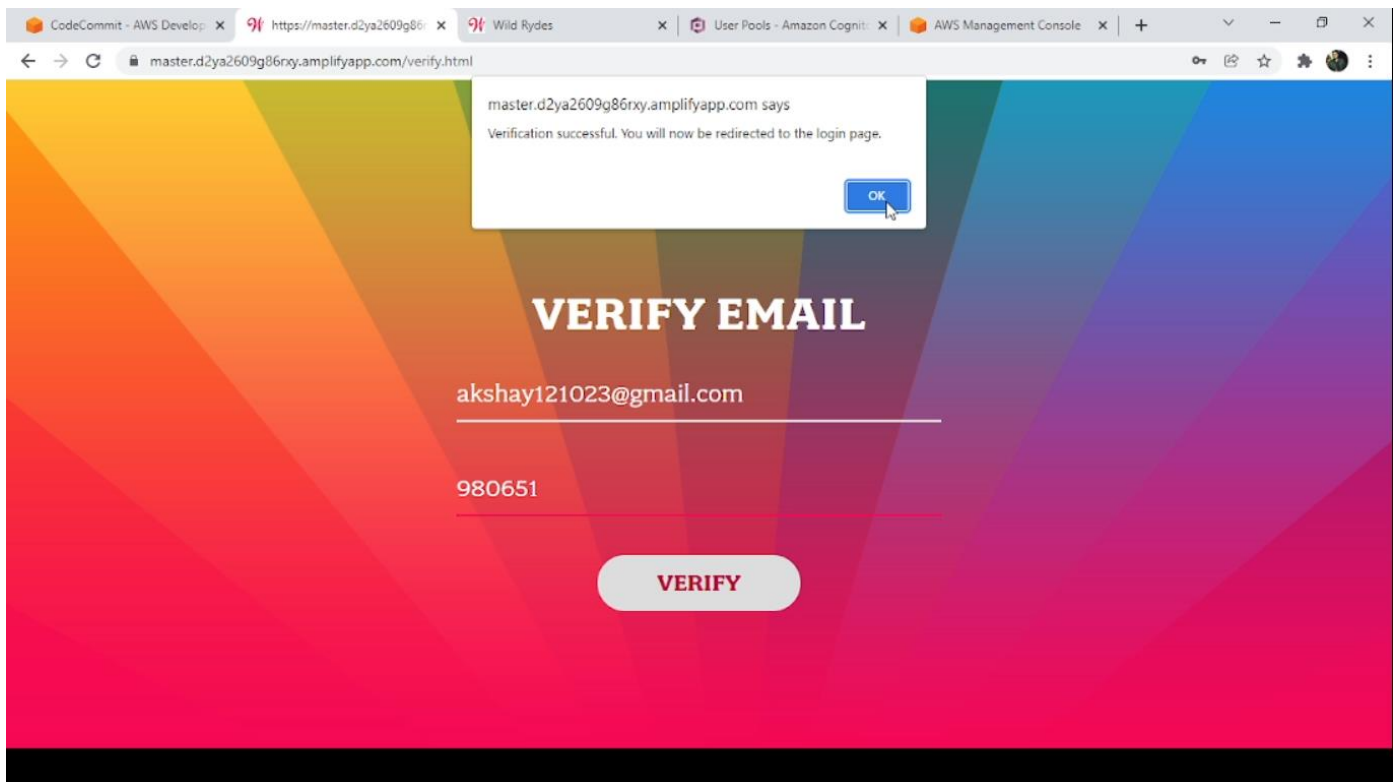 CodeCommit - AWS Develop
https://master.d2ya2609g86r
Wild Rydes
User Pools - Amazon Cognit
AWS Management Console
master.d2ya2609g86rxy.amplifyapp.com/verify.html
master.d2ya2609g86rxy.amplifyapp.com says
Verification successful. You will now be redirected to the login page.
OK
VERIFY EMAIL
akshay121023@gmail.com
980651
VERIFY